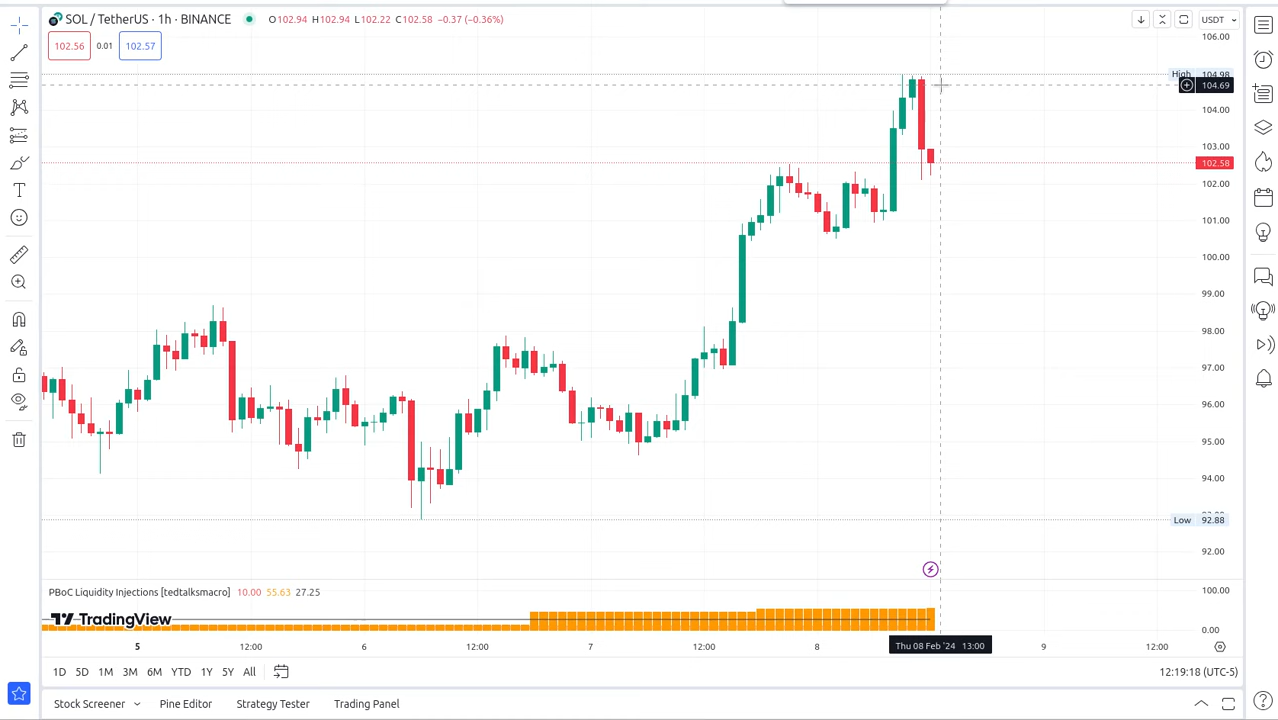 SOL / TetherUS · 1h · BINANCE
O102.94 H102.94 L102.22 C102.58 −0.37 (−0.36%)
USDT
102.56 0.01 102.57
106.00
High 104.98
104.69
104.00
103.00
102.58
102.00
101.00
100.00
99.00
98.00
97.00
96.00
95.00
94.00
Low 92.88
92.00
PBoC Liquidity Injections [tedtalksmacro] 10.00 55.63 27.25
100.00
TradingView
0.00
5 12:00 6 12:00 7 12:00 8 Thu 08 Feb '24 13:00 9 12:00
1D 5D 1M 3M 6M YTD 1Y 5Y All
12:19:18 (UTC-5)
Stock Screener Pine Editor Strategy Tester Trading Panel